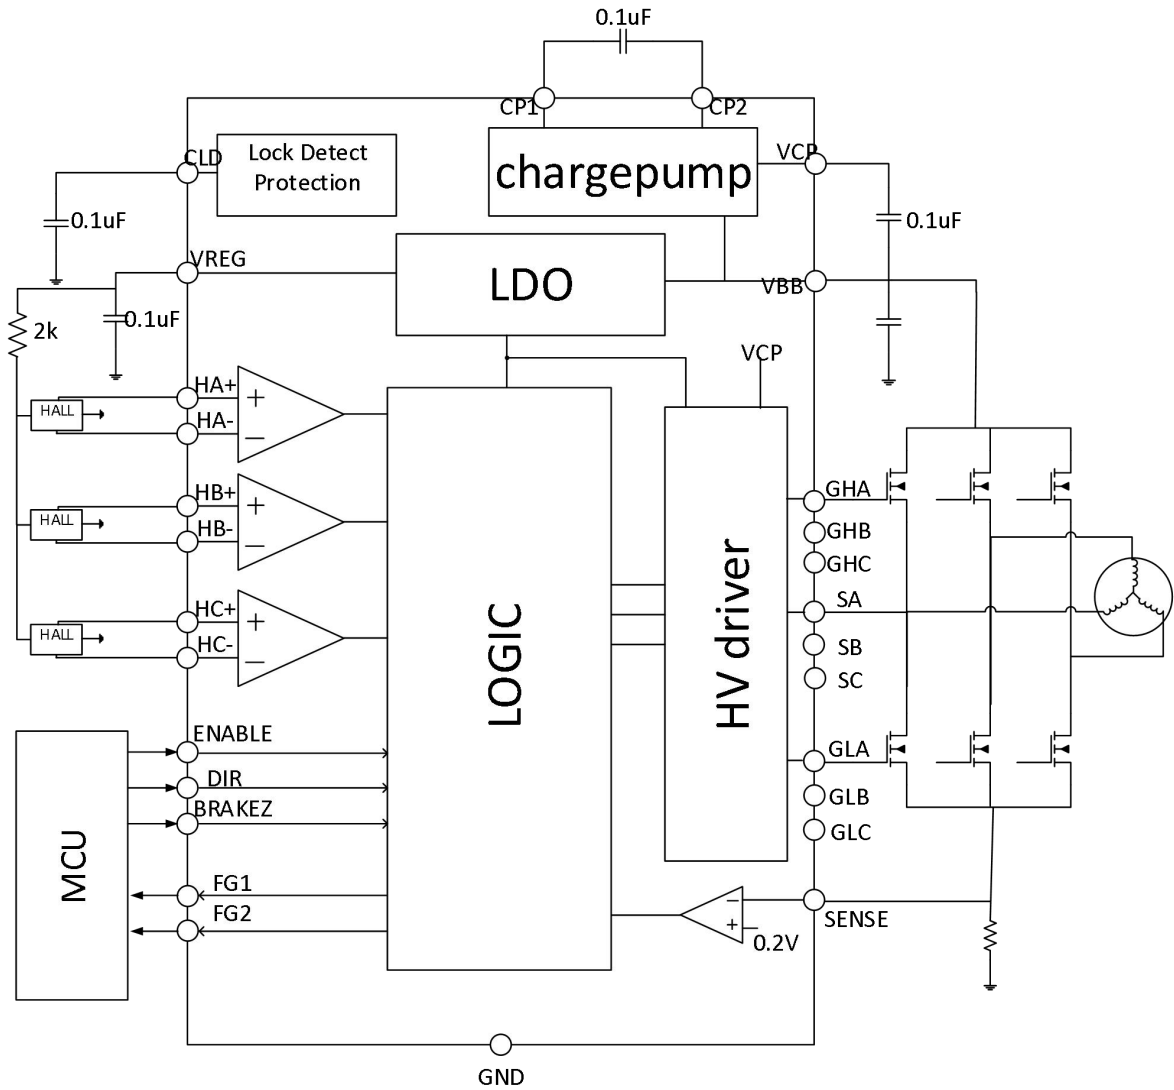 0.1uF
CP1
CP2
CLD
Lock Detect
Protection
chargepump
VCP
0.1uF
0.1uF
VREG
LDO
VBB
0.1uF
2k
VCP
HA+
HALL
HA-
HB+
HALL
HB-
HC+
HALL
HC-
LOGIC
HV driver
GHA
GHB
GHC
SA
SB
SC
GLA
GLB
GLC
MCU
ENABLE
DIR
BRAKEZ
FG1
FG2
SENSE
0.2V
GND